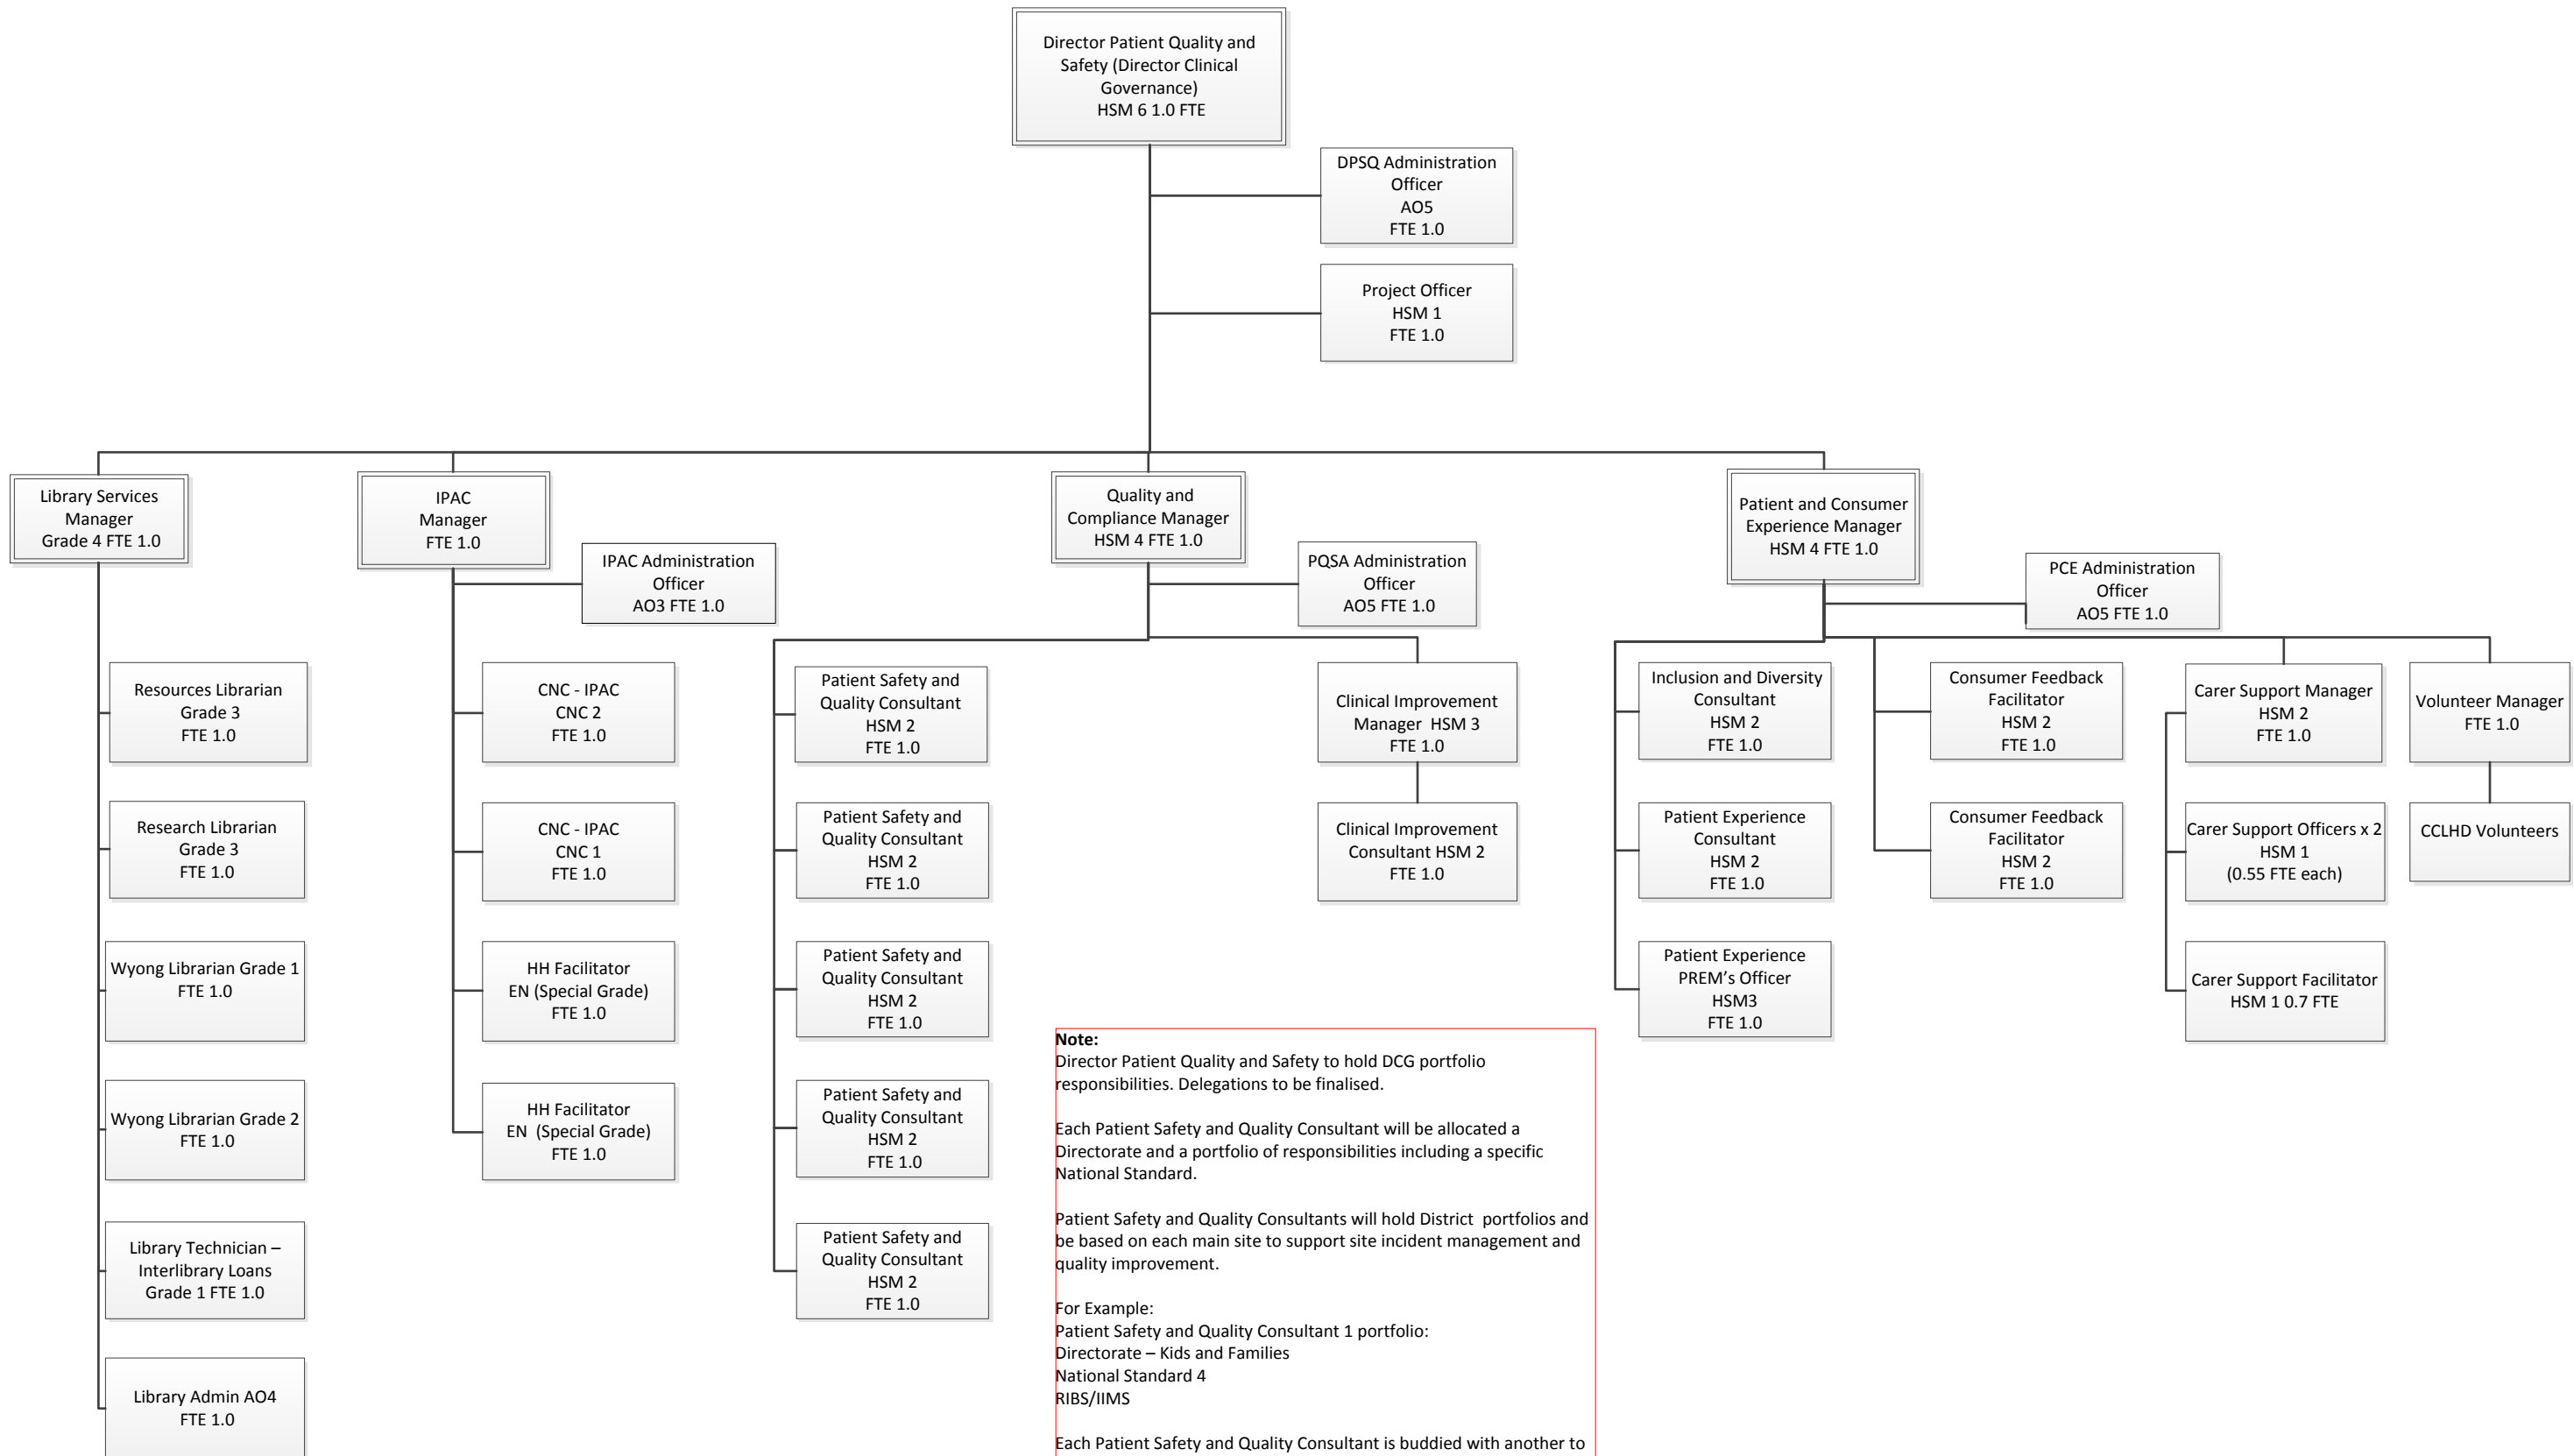 Director Patient Quality and
Safety (Director Clinical
Governance)
HSM 6 1.0 FTE
DPSQ Administration
Officer
AO5
FTE 1.0
Project Officer
HSM 1
FTE 1.0
Library Services
Manager
Grade 4 FTE 1.0
IPAC
Manager
FTE 1.0
Quality and
Compliance Manager
HSM 4 FTE 1.0
Patient and Consumer
Experience Manager
HSM 4 FTE 1.0
IPAC Administration
Officer
AO3 FTE 1.0
PQSA Administration
Officer
AO5 FTE 1.0
PCE Administration
Officer
AO5 FTE 1.0
Resources Librarian
Grade 3
FTE 1.0
Research Librarian
Grade 3
FTE 1.0
Wyong Librarian Grade 1
FTE 1.0
Wyong Librarian Grade 2
FTE 1.0
Library Technician –
Interlibrary Loans
Grade 1 FTE 1.0
Library Admin AO4
FTE 1.0
CNC - IPAC
CNC 2
FTE 1.0
CNC - IPAC
CNC 1
FTE 1.0
HH Facilitator
EN (Special Grade)
FTE 1.0
HH Facilitator
EN (Special Grade)
FTE 1.0
Patient Safety and
Quality Consultant
HSM 2
FTE 1.0
Patient Safety and
Quality Consultant
HSM 2
FTE 1.0
Patient Safety and
Quality Consultant
HSM 2
FTE 1.0
Patient Safety and
Quality Consultant
HSM 2
FTE 1.0
Patient Safety and
Quality Consultant
HSM 2
FTE 1.0
Clinical Improvement
Manager HSM 3
FTE 1.0
Clinical Improvement
Consultant HSM 2
FTE 1.0
Inclusion and Diversity
Consultant
HSM 2
FTE 1.0
Patient Experience
Consultant
HSM 2
FTE 1.0
Patient Experience
PREM’s Officer
HSM3
FTE 1.0
Consumer Feedback
Facilitator
HSM 2
FTE 1.0
Consumer Feedback
Facilitator
HSM 2
FTE 1.0
Carer Support Manager
HSM 2
FTE 1.0
Carer Support Officers x 2
HSM 1
(0.55 FTE each)
Carer Support Facilitator
HSM 1 0.7 FTE
Volunteer Manager
FTE 1.0
CCLHD Volunteers
Note:
Director Patient Quality and Safety to hold DCG portfolio
responsibilities. Delegations to be finalised.
Each Patient Safety and Quality Consultant will be allocated a
Directorate and a portfolio of responsibilities including a specific
National Standard.
Patient Safety and Quality Consultants will hold District portfolios and
be based on each main site to support site incident management and
quality improvement.
For Example:
Patient Safety and Quality Consultant 1 portfolio:
Directorate – Kids and Families
National Standard 4
RIBS/IIMS
Each Patient Safety and Quality Consultant is buddied with another to